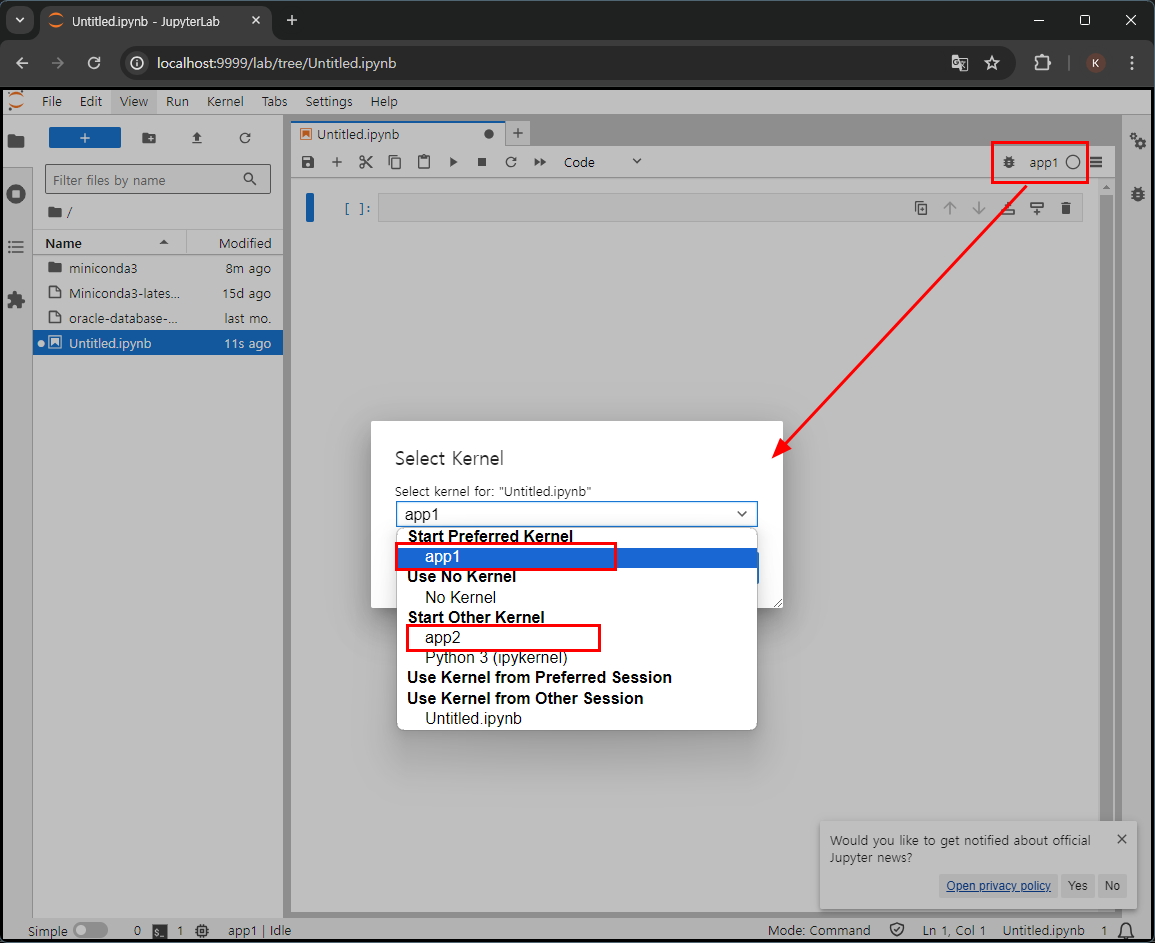 Untitled.ipynb - JupyterLab
localhost:9999/lab/tree/Untitled.ipynb
K
File Edit View Run Kernel Tabs Settings Help
Untitled.ipynb
Code
app1
Filter files by name
/
Name Modified
miniconda3 8m ago
Miniconda3-lates... 15d ago
oracle-database-... last mo.
Untitled.ipynb 11s ago
[ ]:
Select Kernel
Select kernel for: "Untitled.ipynb"
app1
Start Preferred Kernel
app1
Use No Kernel
No Kernel
Start Other Kernel
app2
Python 3 (ipykernel)
Use Kernel from Preferred Session
Use Kernel from Other Session
Untitled.ipynb
Would you like to get notified about official
Jupyter news?
Open privacy policy Yes No
Simple 0 $_ 1 app1 | Idle Mode: Command Ln 1, Col 1 Untitled.ipynb 1